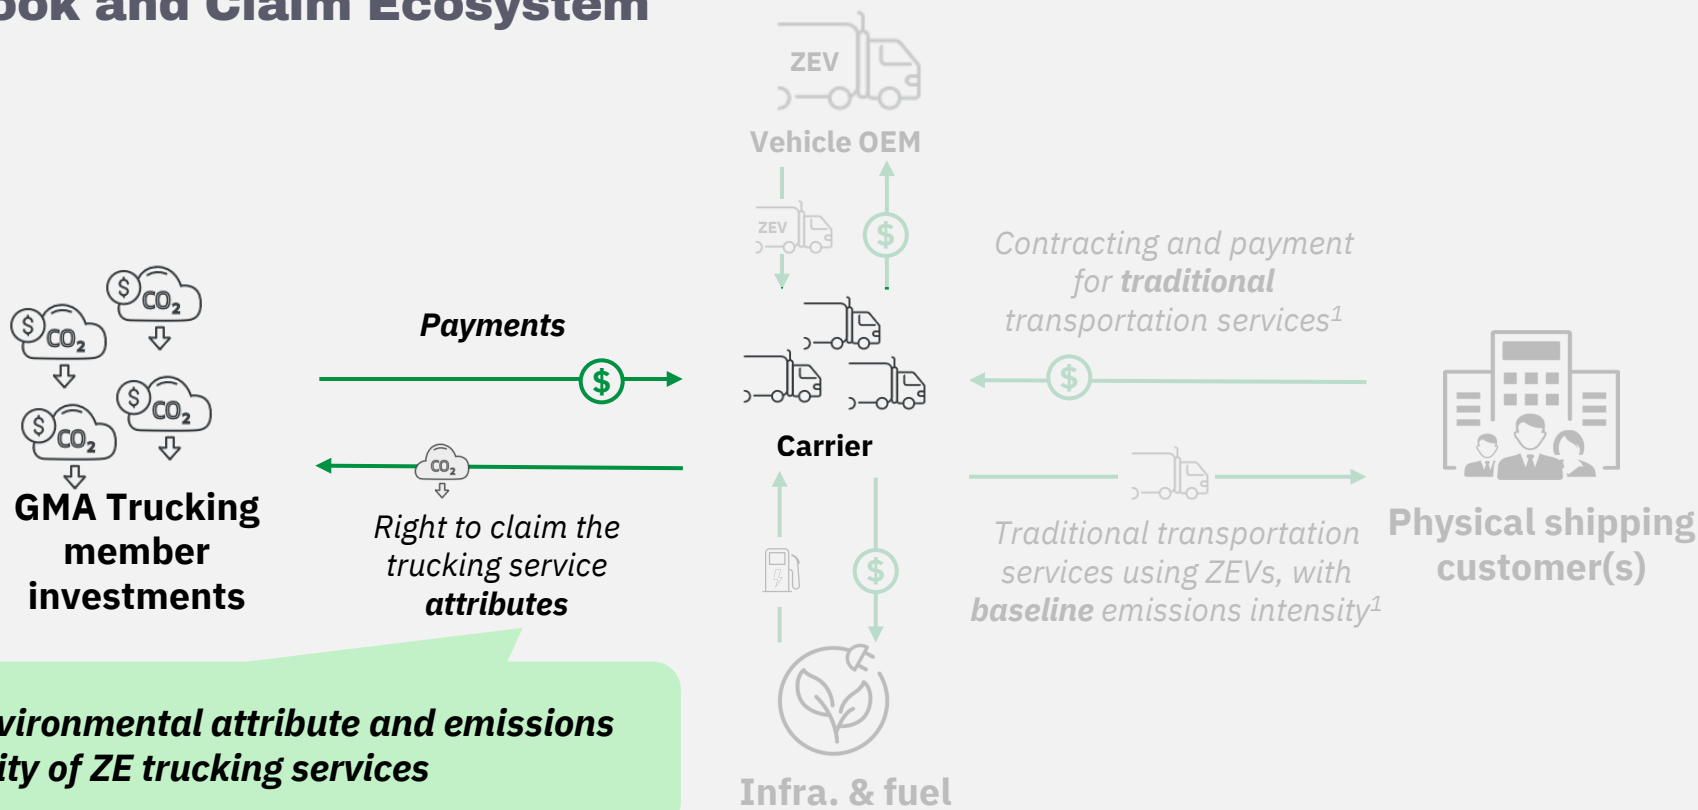 ook and Claim Ecosystem
ZEV
Vehicle OEM
ZEV
$
Contracting and payment
for traditional
transportation services1
$
$ CO2
$ CO2
$ CO2
$ CO2
GMA Trucking
member
investments
Payments
$
CO2
Right to claim the
trucking service
attributes
Carrier
$
Traditional transportation
services using ZEVs, with
baseline emissions intensity1
Physical shipping
customer(s)
vironmental attribute and emissions
ity of ZE trucking services
Infra. & fuel